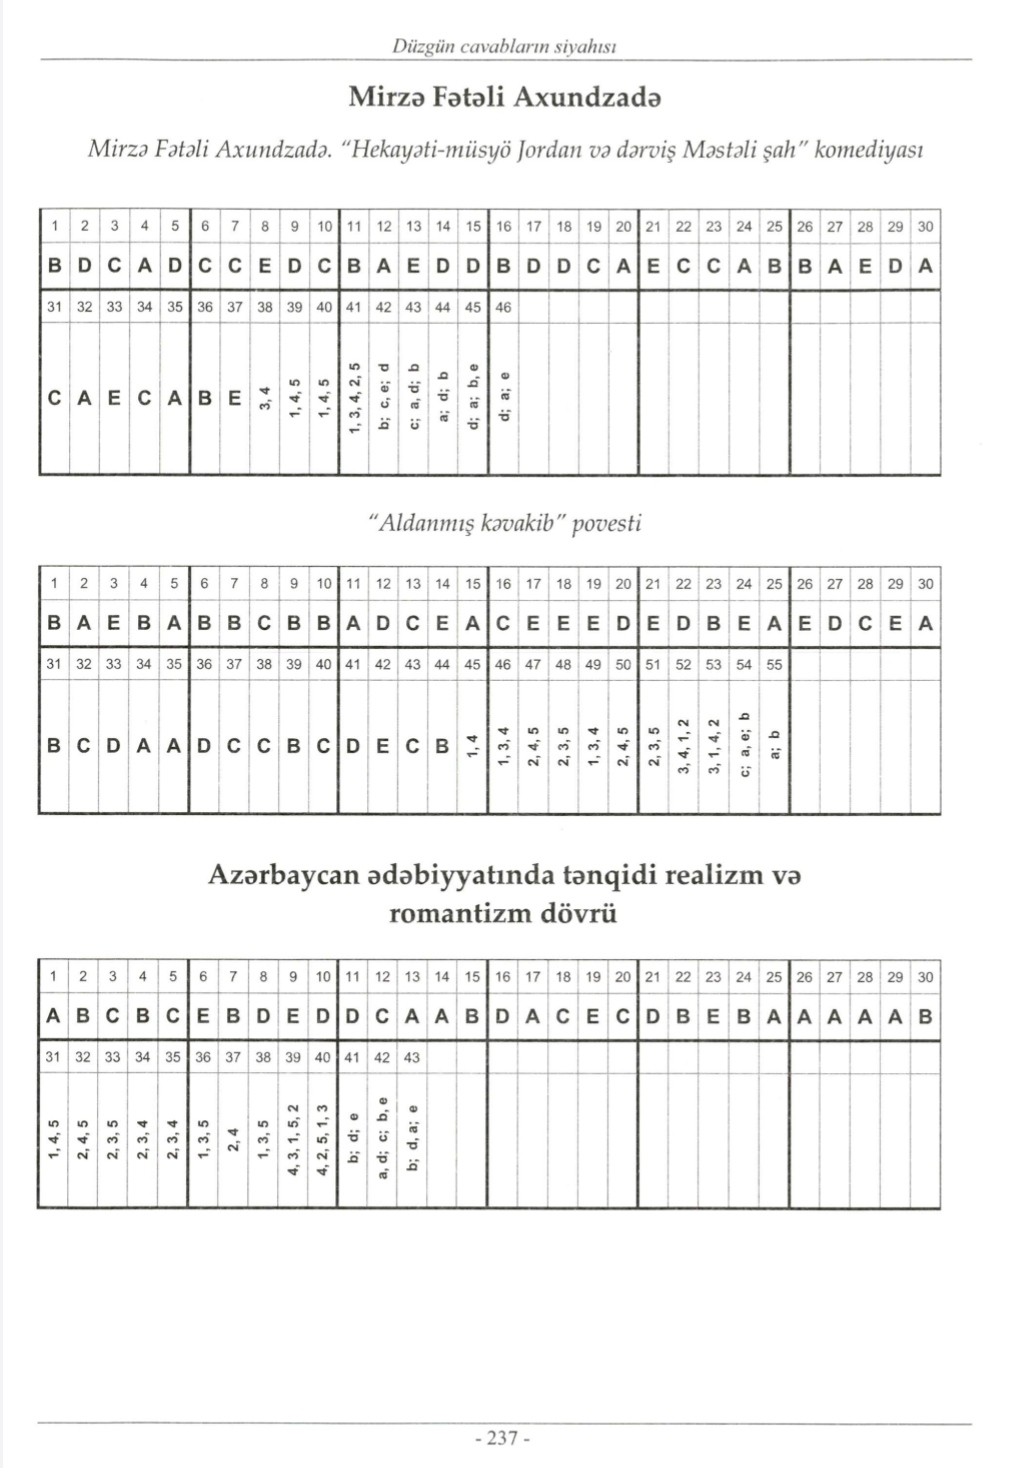 Düzgün cavabların siyahısı
Mirzə Fətəli Axundzadə
Mirzə Fətəli Axundzadə. “Hekayəti-müsyö Jordan və dərviş Məstəli şah” komediyası
1 2 3 4 5 6 7 8 9 10 11 12 13 14 15 16 17 18 19 20 21 22 23 24 25 26 27 28 29 30
B D C A D C C E D C B A E D D B D D C A E C C A B B A E D A
31 32 33 34 35 36 37 38 39 40 41 42 43 44 45 46
C A E C A B E 3, 4 1, 4, 5 1, 4, 5 1, 3, 4, 2, 5 b; c, e; d c; a, d; b a; d; b d; a; b, e d; a; e
“Aldanmış kəvakib” povesti
1 2 3 4 5 6 7 8 9 10 11 12 13 14 15 16 17 18 19 20 21 22 23 24 25 26 27 28 29 30
B A E B A B B C B B A D C E A C E E E D E D B E A E D C E A
31 32 33 34 35 36 37 38 39 40 41 42 43 44 45 46 47 48 49 50 51 52 53 54 55
B C D A A D C C B C D E C B 1, 4 1, 3, 4 2, 4, 5 2, 3, 5 1, 3, 4 2, 4, 5 2, 3, 5 3, 4, 1, 2 3, 1, 4, 2 c; a, e; b a; b
Azərbaycan ədəbiyyatında tənqidi realizm və
romantizm dövrü
1 2 3 4 5 6 7 8 9 10 11 12 13 14 15 16 17 18 19 20 21 22 23 24 25 26 27 28 29 30
A B C B C E B D E D D C A A B D A C E C D B E B A A A A A B
31 32 33 34 35 36 37 38 39 40 41 42 43
1, 4, 5 2, 4, 5 2, 3, 5 2, 3, 4 2, 3, 4 1, 3, 5 2, 4 1, 3, 5 4, 3, 1, 5, 2 4, 2, 5, 1, 3 b; d; e a, d; c; b, e b; d, a; e
- 237 -